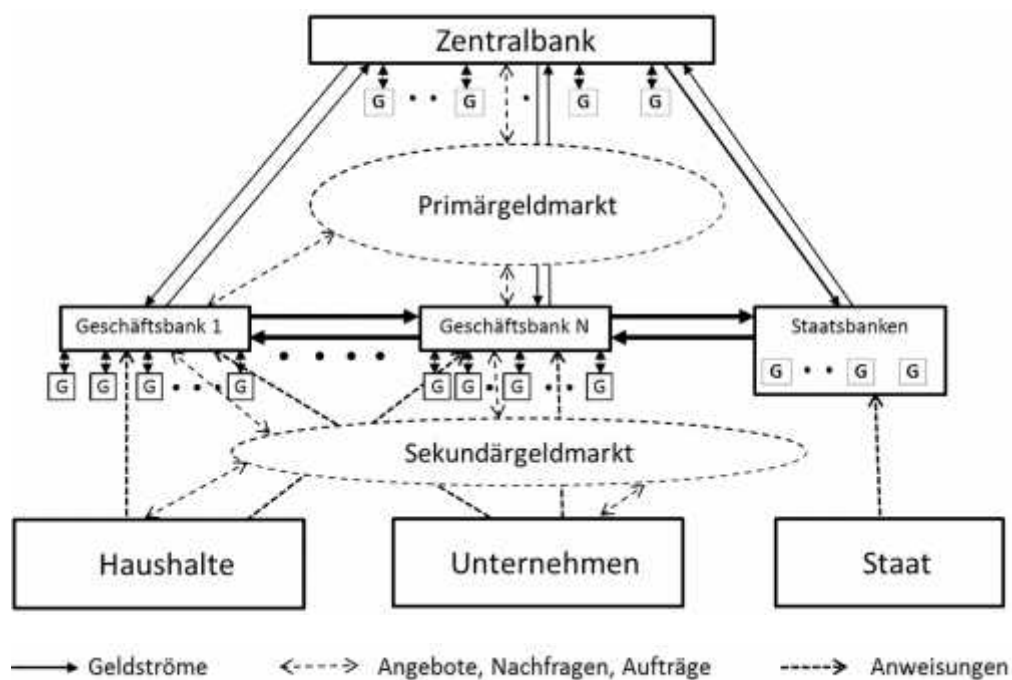 Zentralbank
G G G G
Primärgeldmarkt
Geschäftsbank 1 Geschäftsbank N Staatsbanken
G G G
G G G G G G G G
Sekundärgeldmarkt
Haushalte Unternehmen Staat
Geldströme Angebote, Nachfragen, Aufträge Anweisungen